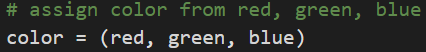 # assign color from red, green, blue
color = (red, green, blue)